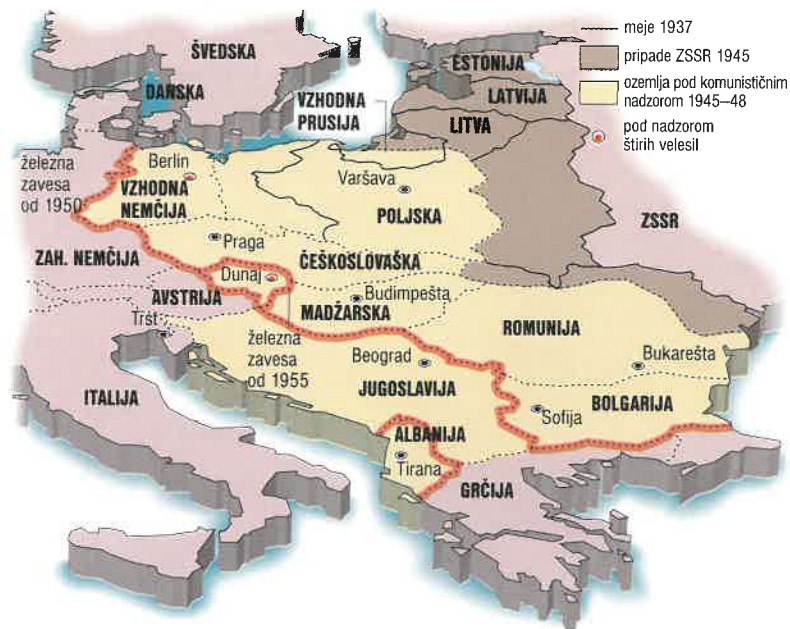 meje 1937
pripade ZSSR 1945
ozemlja pod komunističnim
nadzorom 1945–48
pod nadzorom
štirih velesil
ŠVEDSKA
DANSKA
ESTONIJA
LATVIJA
LITVA
VZHODNA
PRUSIJA
železna
zavesa
od 1950
Berlin
VZHODNA
NEMČIJA
Varšava
POLJSKA
ZSSR
ZAH. NEMČIJA
Praga
ČEŠKOSLOVAŠKA
Dunaj
AVSTRIJA
Budimpešta
MADŽARSKA
Trst
železna
zavesa
od 1955
ROMUNIJA
Beograd
Bukarešta
JUGOSLAVIJA
ITALIJA
Sofija
BOLGARIJA
ALBANIJA
Tirana
GRČIJA